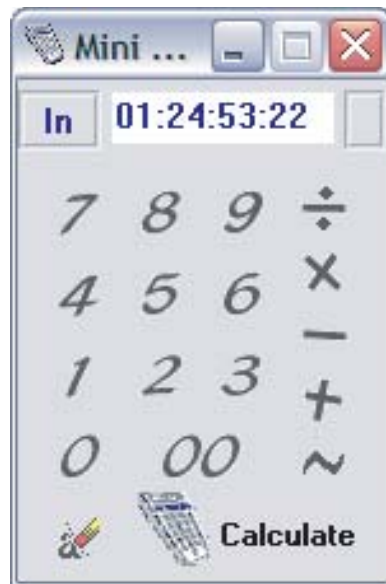 Mini ...
In 01:24:53:22
7 8 9 ÷
4 5 6 ×
−
1 2 3 +
0 00 ~
Calculate